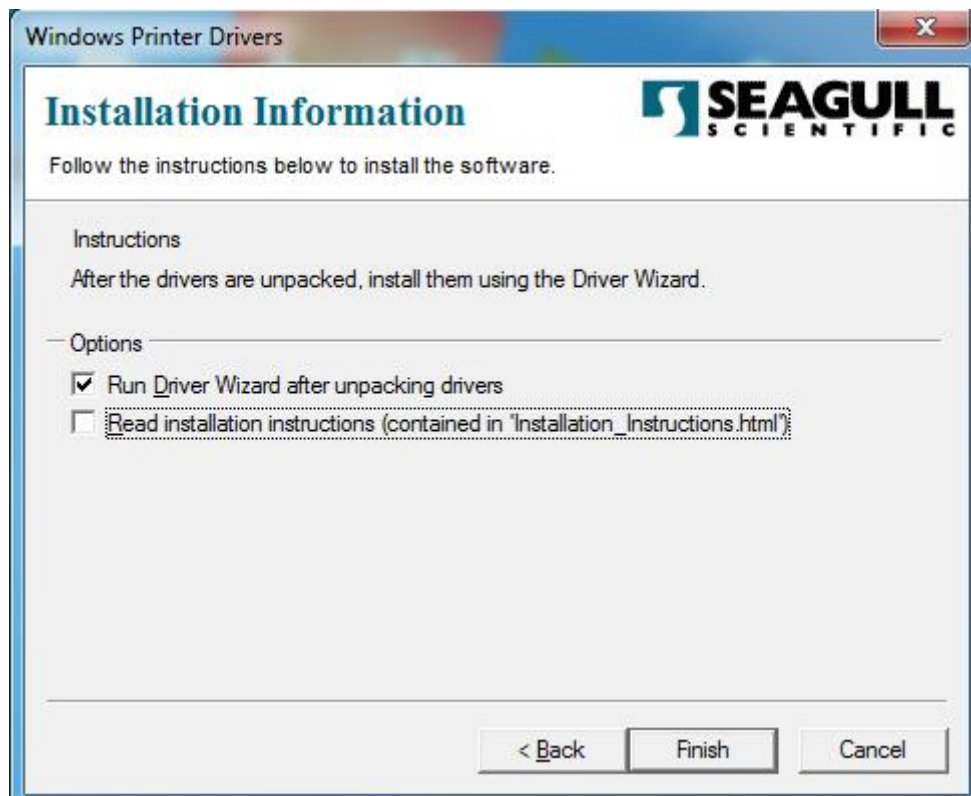 Windows Printer Drivers
Installation Information
SEAGULL
SCIENTIFIC
Follow the instructions below to install the software.
Instructions
After the drivers are unpacked, install them using the Driver Wizard.
Options
Run Driver Wizard after unpacking drivers
Read installation instructions (contained in 'Installation_Instructions.html')
< Back Finish Cancel